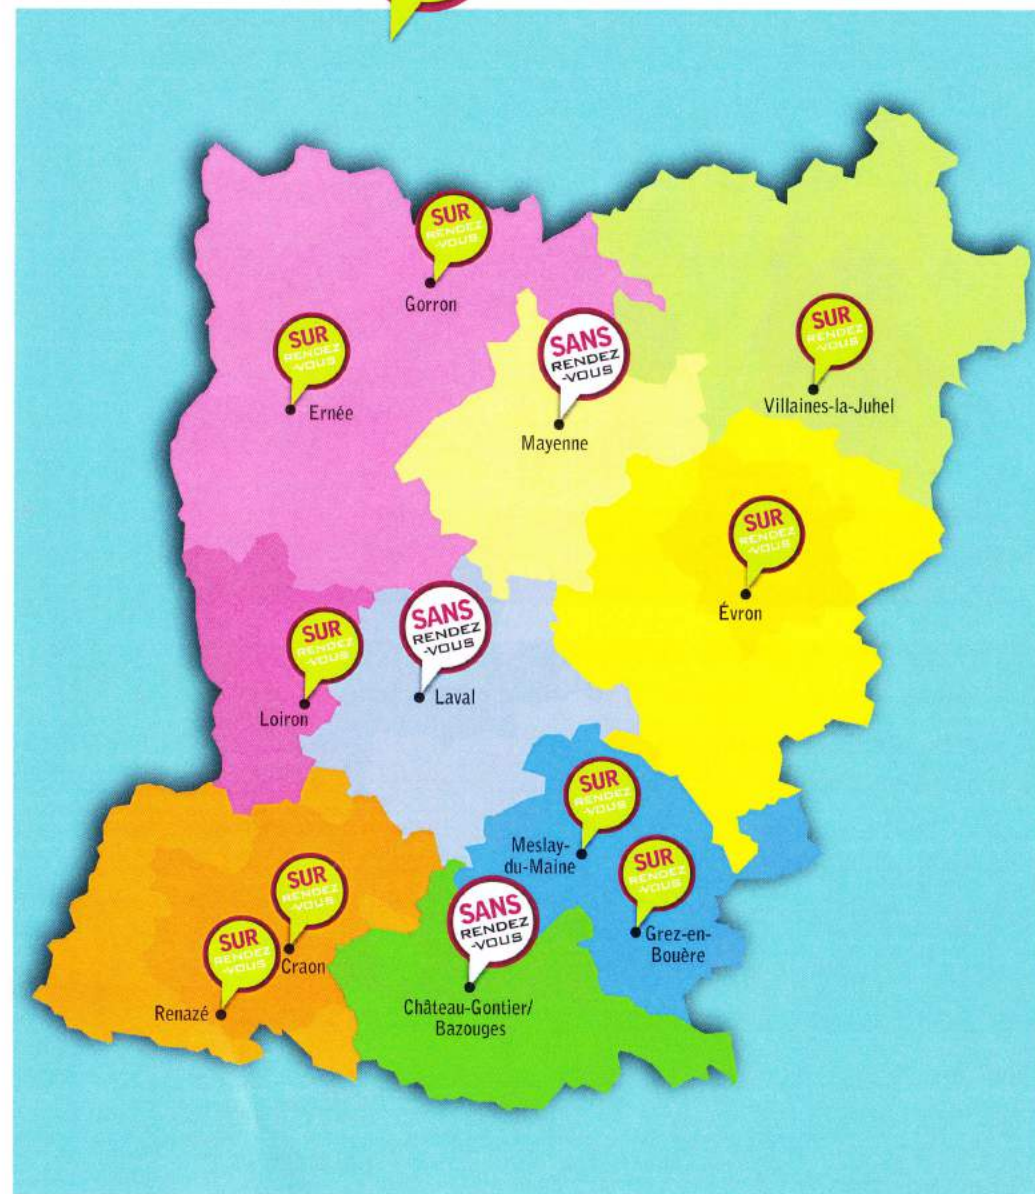 SUR
RENDEZ
-VOUS
Gorron
SUR
RENDEZ
-VOUS
Ernée
SANS
RENDEZ
-VOUS
Mayenne
SUR
RENDEZ
-VOUS
Villaines-la-Juhel
SUR
RENDEZ
-VOUS
Évron
SUR
RENDEZ
-VOUS
Loiron
SANS
RENDEZ
-VOUS
Laval
SUR
RENDEZ
-VOUS
Meslay-
du-Maine
SUR
RENDEZ
-VOUS
Grez-en-
Bouère
SUR
RENDEZ
-VOUS
Craon
SUR
RENDEZ
-VOUS
Renazé
SANS
RENDEZ
-VOUS
Château-Gontier/
Bazouges